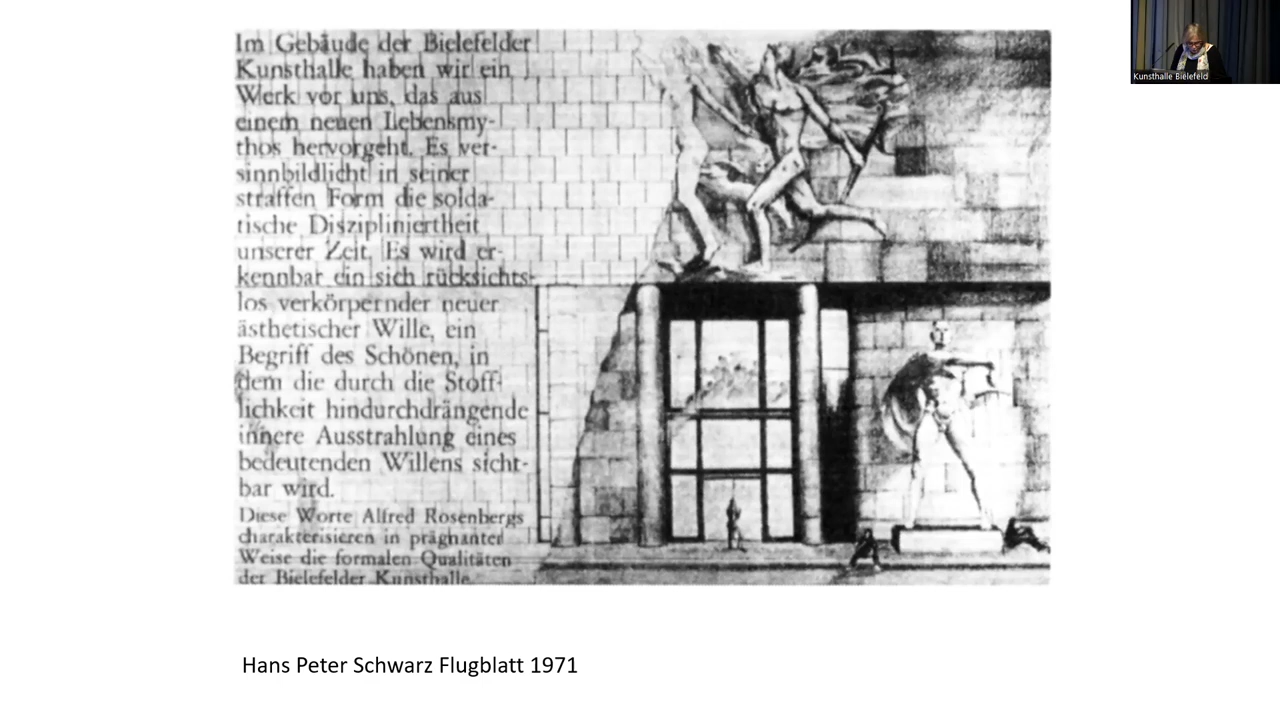 Im Gebäude der Bielefelder
Kunsthalle haben wir ein
Werk vor uns, das aus
einem neuen Lebensmy-
thos hervorgeht. Es ver-
sinnbildlicht in seiner
straffen Form die solda-
tische Diszipliniertheit
unserer Zeit. Es wird er-
kennbar ein sich rücksichts-
los verkörpernder neuer
ästhetischer Wille, ein
Begriff des Schönen, in
dem die durch die Stoff-
lichkeit hindurchdrängende
innere Ausstrahlung eines
bedeutenden Willens sicht-
bar wird.
Diese Worte Alfred Rosenbergs
charakterisieren in prägnanter
Weise die formalen Qualitäten
der Bielefelder Kunsthalle
Hans Peter Schwarz Flugblatt 1971
Kunsthalle Bielefeld